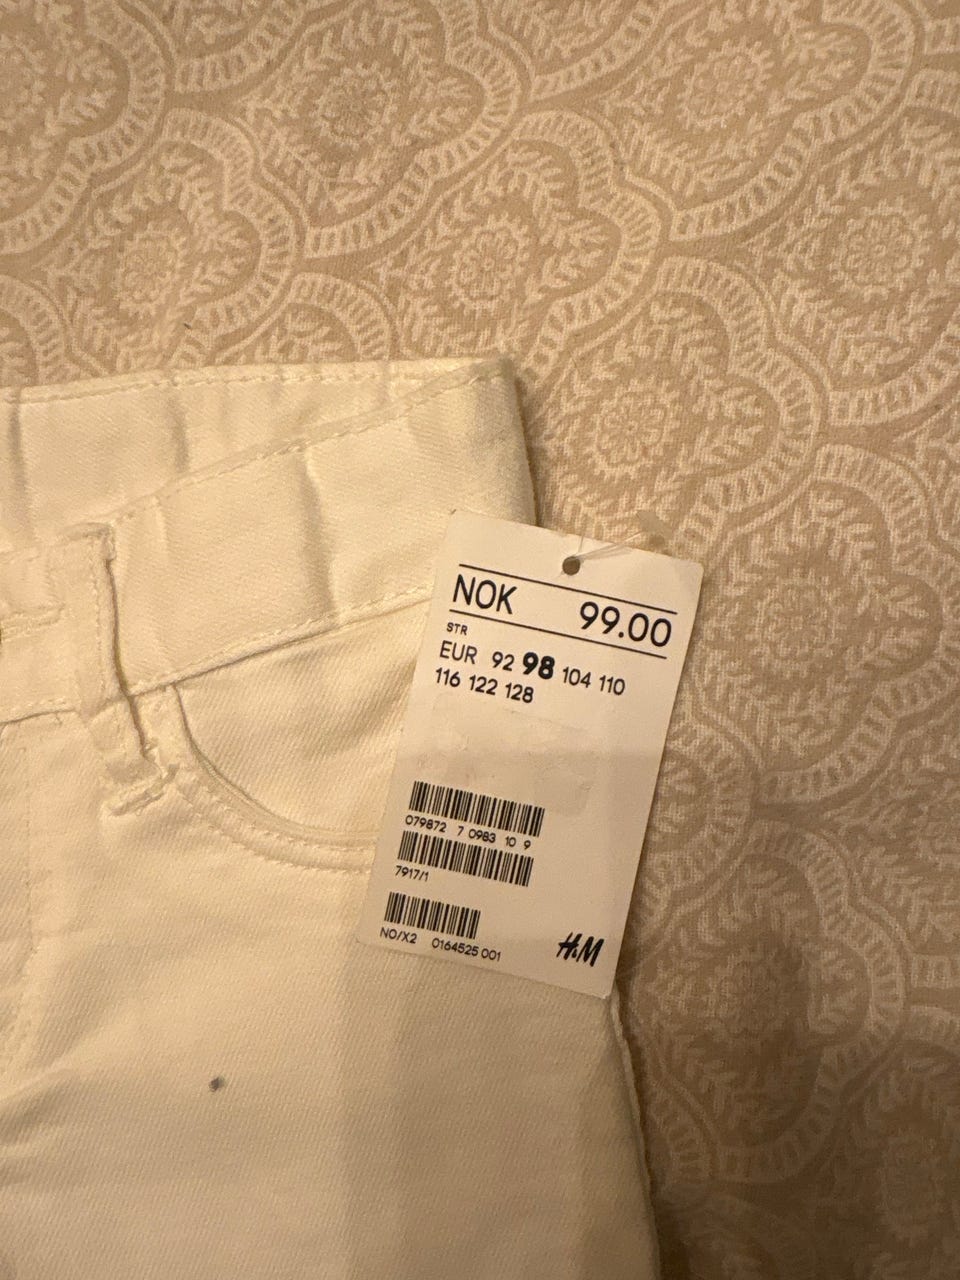 NOK 99.00
STR
EUR 92 98 104 110
116 122 128
079872 7 0983 10 9
7917/1
NO/X2 0164525 001
H&M